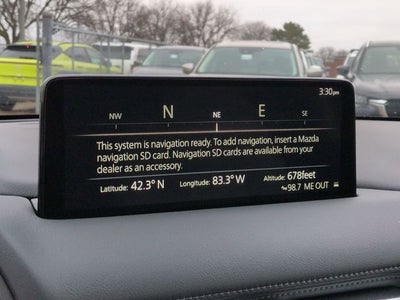 3:30pm
NW N NE E SE
This system is navigation ready. To add navigation, insert a Mazda
navigation SD card. Navigation SD cards are available from your
dealer as an accessory.
Latitude: 42.3° N Longitude: 83.3° W Altitude: 678feet
98.7 ME OUT